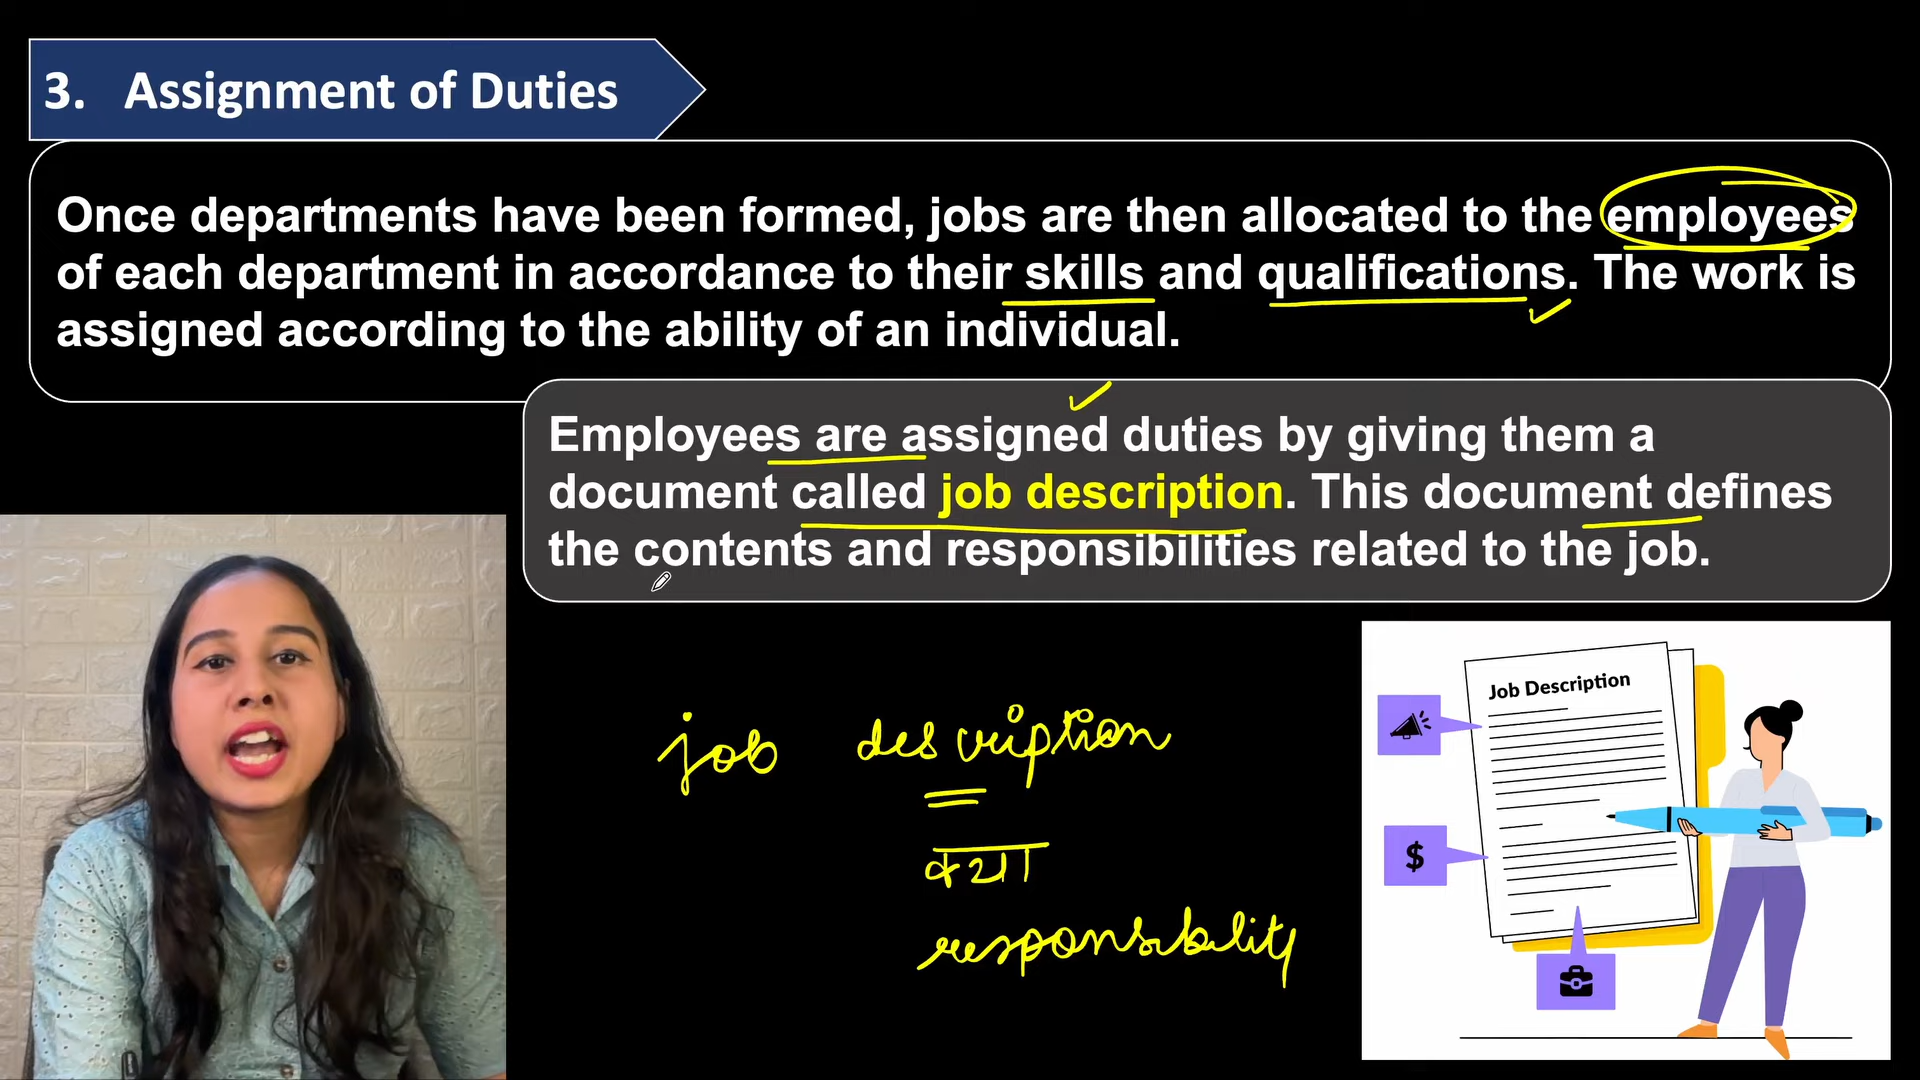 3. Assignment of Duties
Once departments have been formed, jobs are then allocated to the employees
of each department in accordance to their skills and qualifications. The work is
assigned according to the ability of an individual.
Employees are assigned duties by giving them a
document called job description. This document defines
the contents and responsibilities related to the job.
Job Description
$
job description
क्या
responsibility